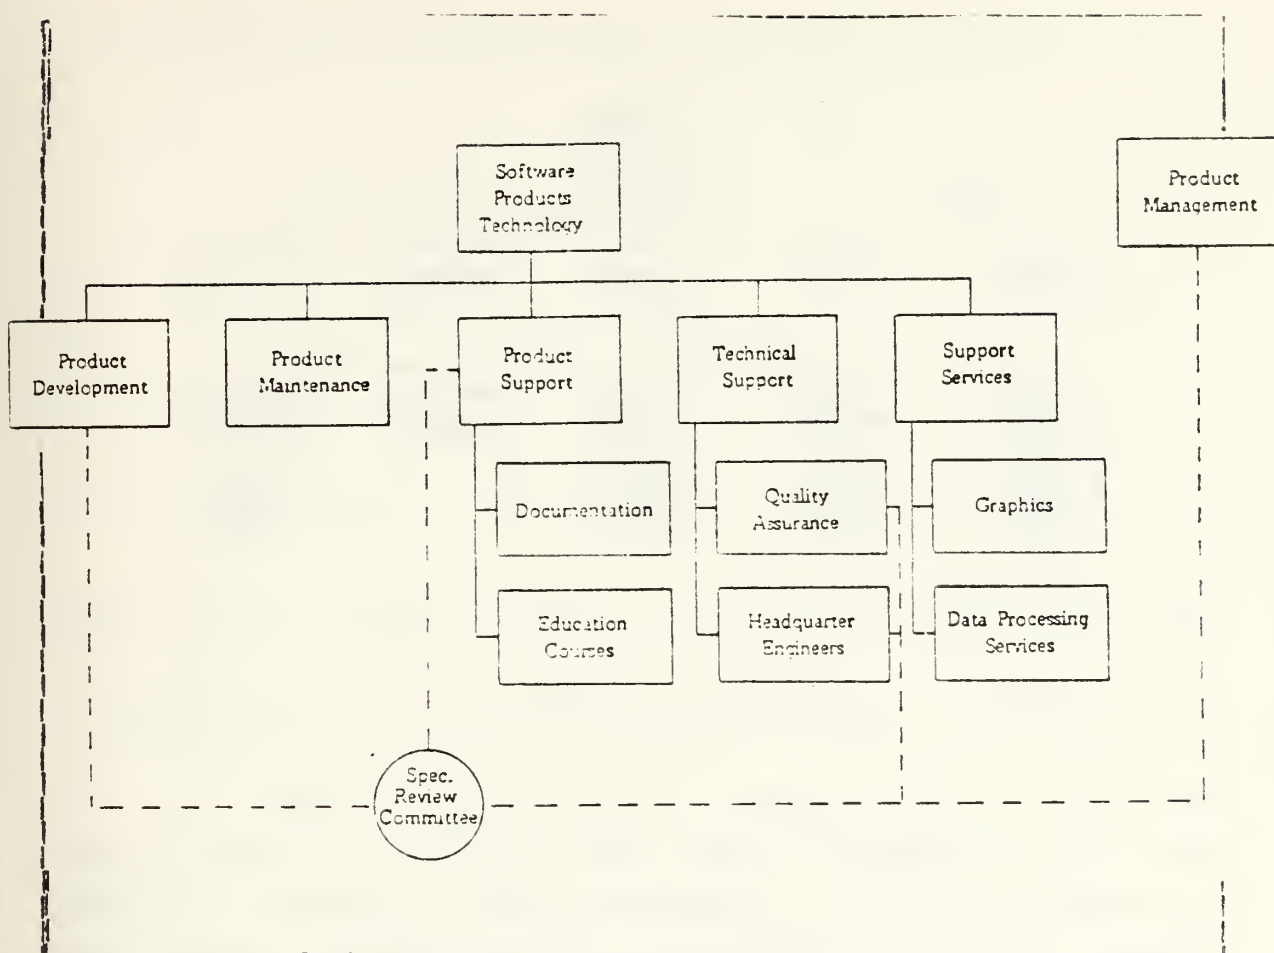 Software
Products
Technology
Product
Management
Product
Development
Product
Maintenance
Product
Support
Technical
Support
Support
Services
Documentation
Quality
Assurance
Graphics
Education
Courses
Headquarter
Engineers
Data Processing
Services
Spec.
Review
Committee